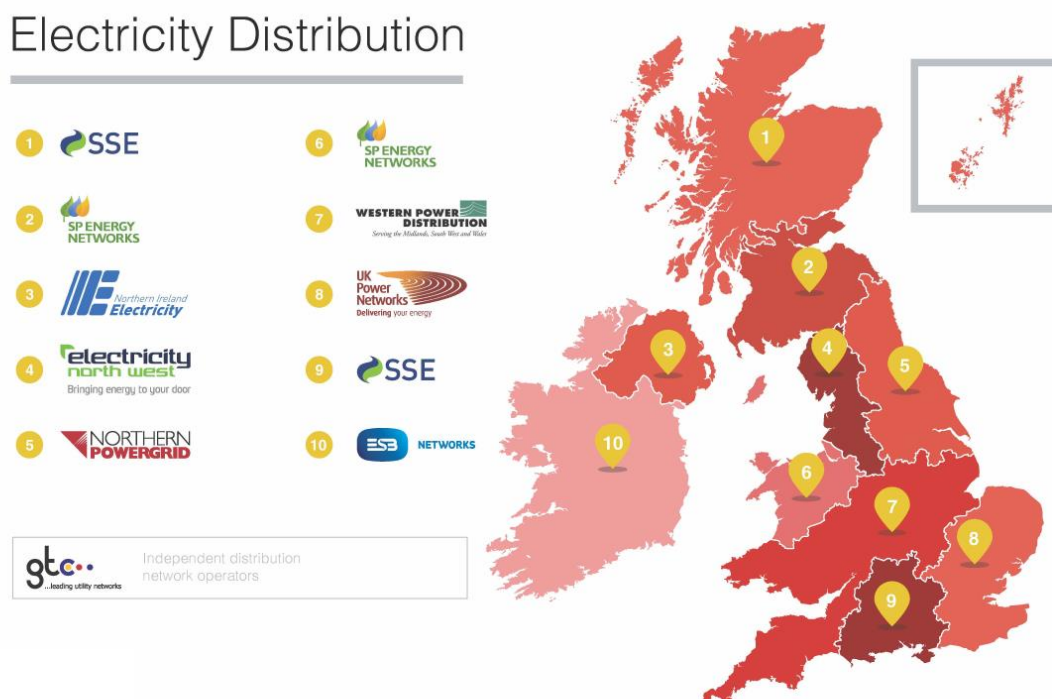 Electricity Distribution
1
SSE
2
SP ENERGY
NETWORKS
3
Northern Ireland
Electricity
4
electricity
north west
Bringing energy to your door
5
NORTHERN
POWERGRID
6
SP ENERGY
NETWORKS
7
WESTERN POWER
DISTRIBUTION
Serving the Midlands, South West and Wales
8
UK
Power
Networks
Delivering your energy
9
SSE
10
ESB NETWORKS
gtc
...leading utility networks
Independent distribution
network operators
1
2
3
4
5
10
6
7
8
9